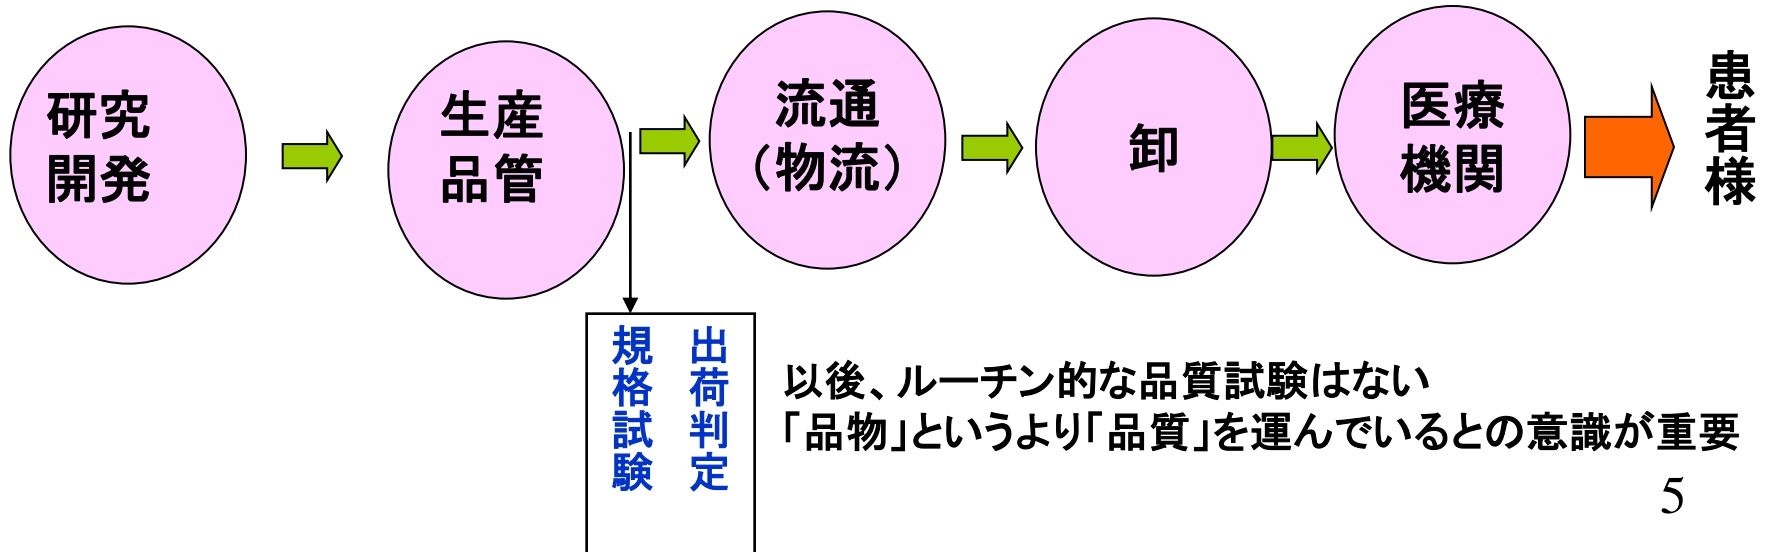 研究
開発
生産
品管
流通
（物流）
卸
医療
機関
患者様
出荷判定
規格試験
以後、ルーチン的な品質試験はない
「品物」というより「品質」を運んでいるとの意識が重要
5